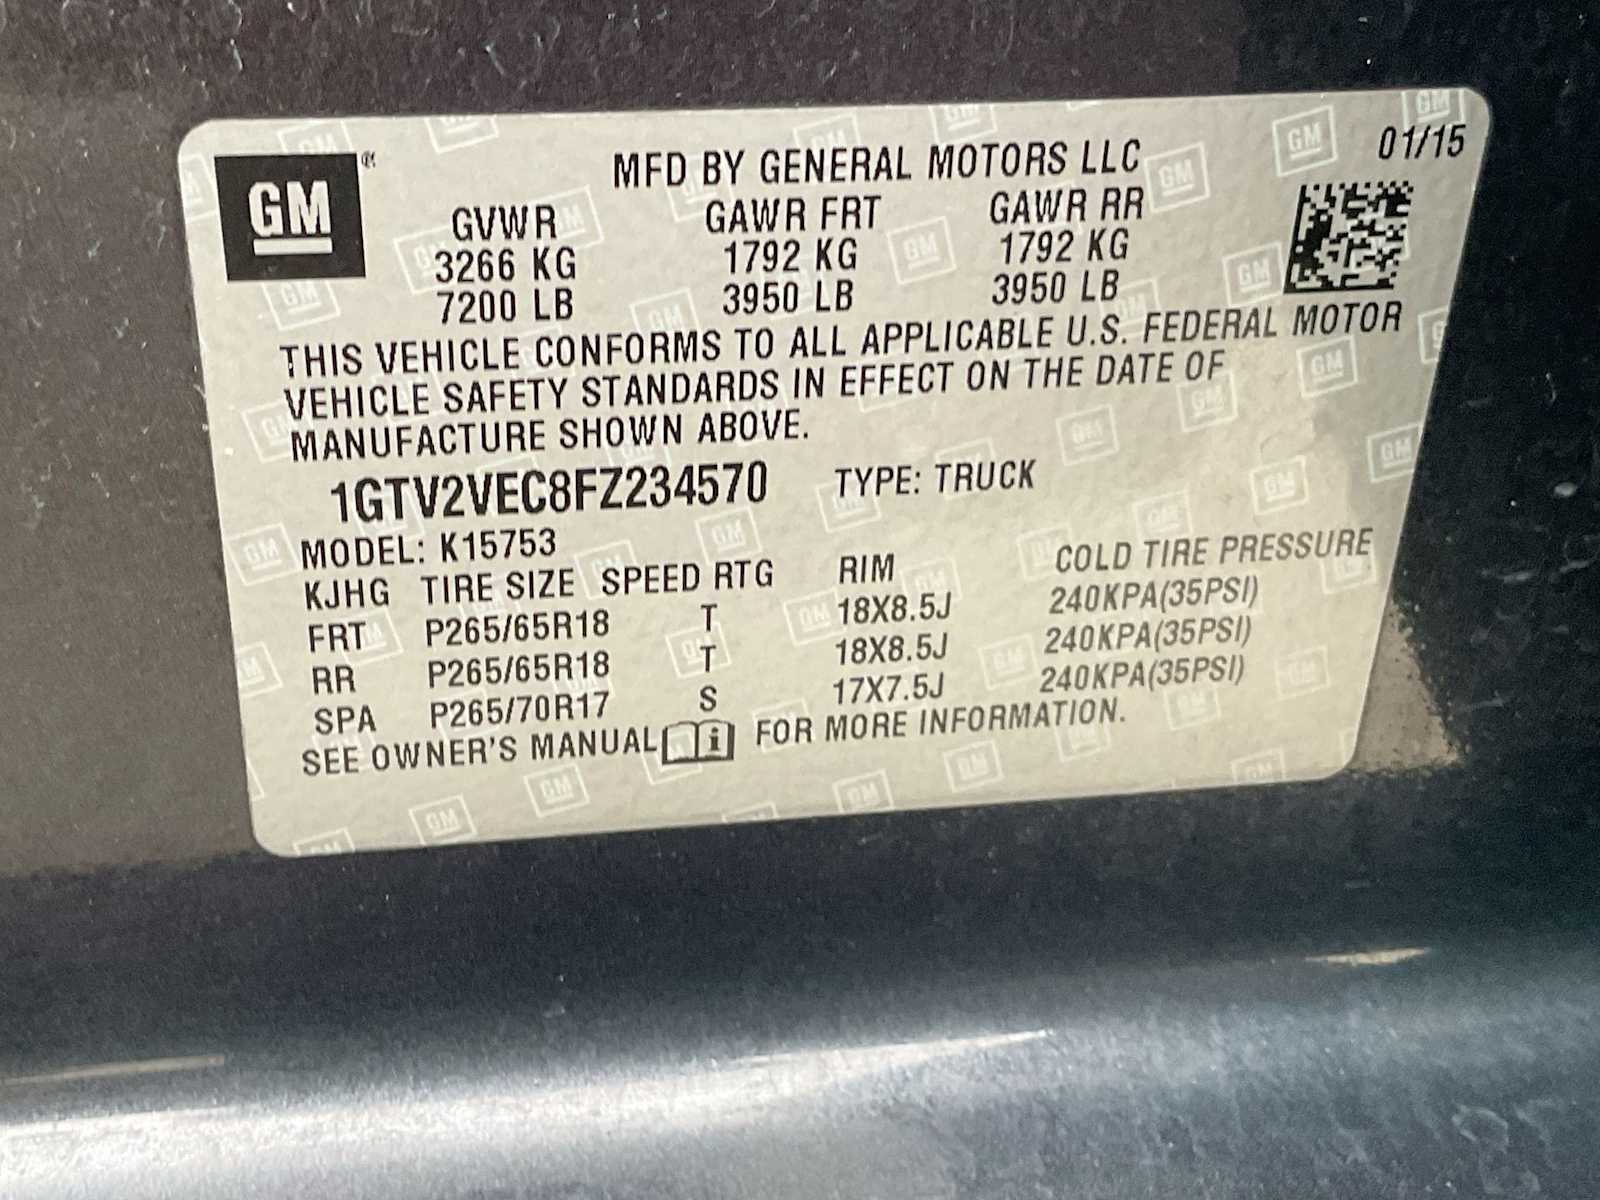 GM ® MFD BY GENERAL MOTORS LLC 01/15
GVWR GAWR FRT GAWR RR
3266 KG 1792 KG 1792 KG
7200 LB 3950 LB 3950 LB
THIS VEHICLE CONFORMS TO ALL APPLICABLE U.S. FEDERAL MOTOR
VEHICLE SAFETY STANDARDS IN EFFECT ON THE DATE OF
MANUFACTURE SHOWN ABOVE.
1GTV2VEC8FZ234570 TYPE: TRUCK
MODEL: K15753
KJHG TIRE SIZE SPEED RTG RIM COLD TIRE PRESSURE
FRT P265/65R18 T 18X8.5J 240KPA(35PSI)
RR P265/65R18 T 18X8.5J 240KPA(35PSI)
SPA P265/70R17 S 17X7.5J 240KPA(35PSI)
SEE OWNER'S MANUAL i FOR MORE INFORMATION.